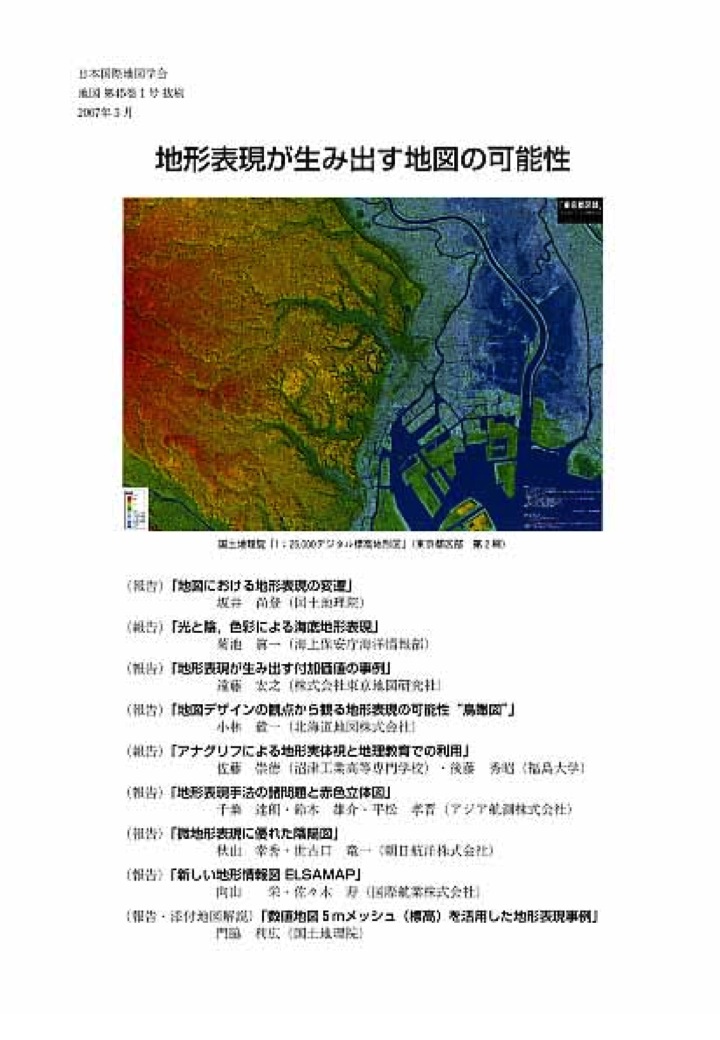 日本国際地図学会
地図 第45巻1号 抜刷
2007年3月
地形表現が生み出す地図の可能性
「東京都区部」
国土地理院「1:25,000デジタル標高地形図」(東京都区部 第2期)
(報告)「地図における地形表現の変遷」
坂井 尚登(国土地理院)
(報告)「光と陰,色彩による海底地形表現」
菊池 眞一(海上保安庁海洋情報部)
(報告)「地形表現が生み出す付加価値の事例」
遠藤 宏之(株式会社東京地図研究社)
(報告)「地図デザインの観点から観る地形表現の可能性 “鳥瞰図”」
小林 毅一(北海道地図株式会社)
(報告)「アナグリフによる地形実体視と地理教育での利用」
佐藤 崇徳(沼津工業高等専門学校)・後藤 秀昭(福島大学)
(報告)「地形表現手法の諸問題と赤色立体図」
千葉 達朗・鈴木 雄介・平松 孝晋(アジア航測株式会社)
(報告)「微地形表現に優れた陰陽図」
秋山 幸秀・世古口 竜一(朝日航洋株式会社)
(報告)「新しい地形情報図 ELSAMAP」
向山 栄・佐々木 寿(国際航業株式会社)
(報告・添付地図解説)「数値地図5mメッシュ(標高)を活用した地形表現事例」
門脇 利広(国土地理院)